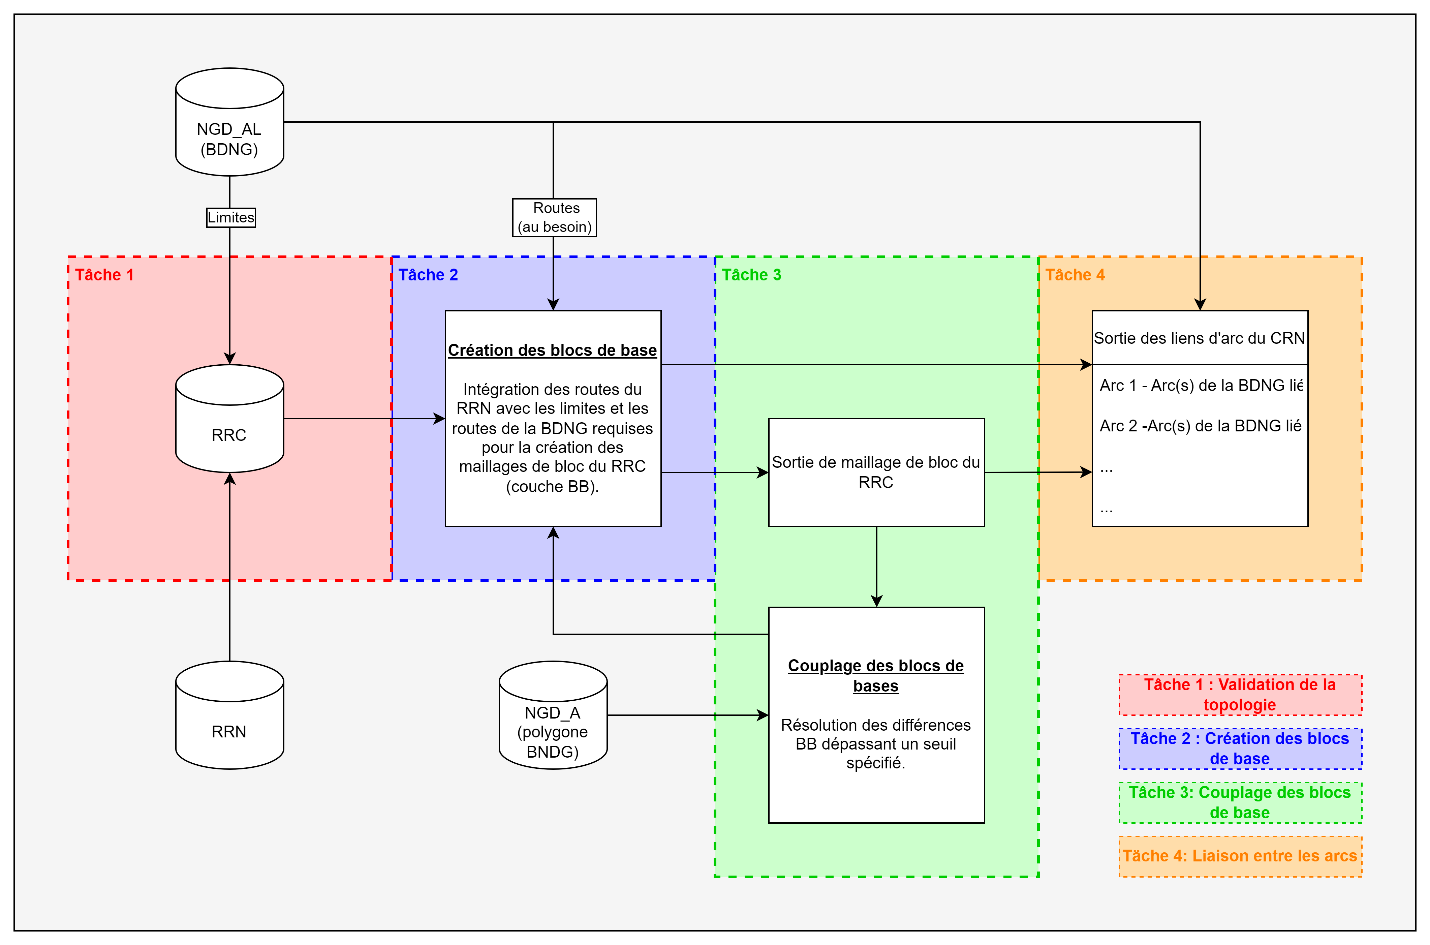 NGD_AL
(BDNG)
Limites
Routes
(au besoin)
Tâche 1
Tâche 2
Tâche 3
Tâche 4
RRC
Création des blocs de base
Intégration des routes du
RRN avec les limites et les
routes de la BDNG requises
pour la création des
maillages de bloc du RRC
(couche BB).
Sortie de maillage de bloc du
RRC
Sortie des liens d'arc du CRN
Arc 1 - Arc(s) de la BDNG lié
Arc 2 -Arc(s) de la BDNG lié
...
...
RRN
NGD_A
(polygone
BNDG)
Couplage des blocs de
bases
Résolution des différences
BB dépassant un seuil
spécifié.
Tâche 1 : Validation de la
topologie
Tâche 2 : Création des blocs
de base
Tâche 3: Couplage des blocs
de base
Tâche 4: Liaison entre les arcs